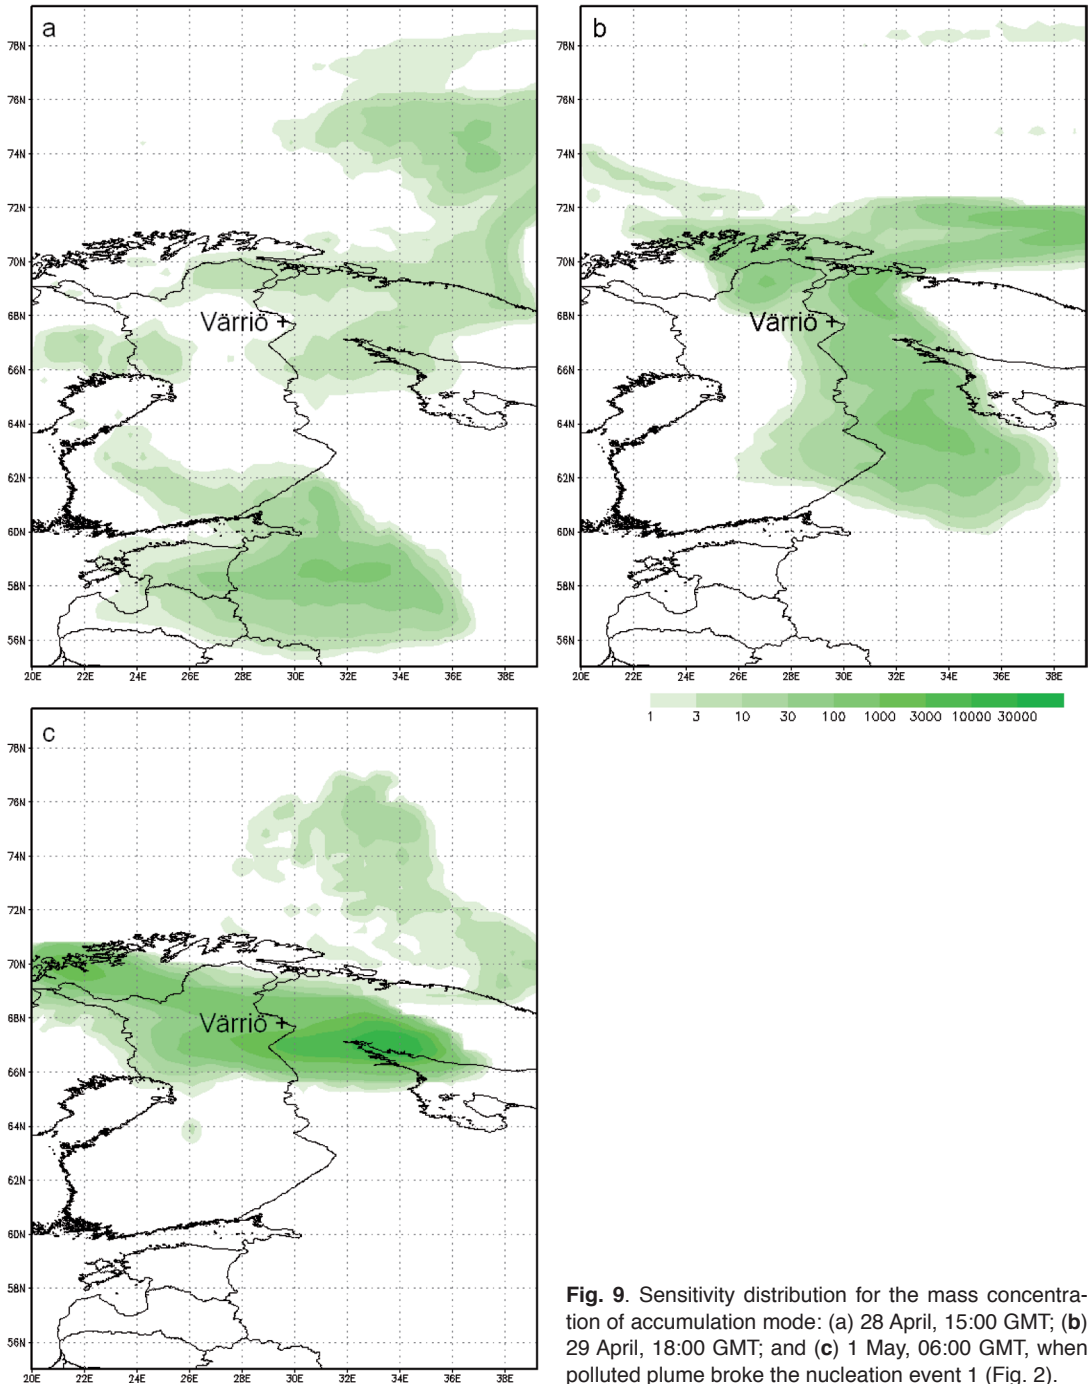 a
78N
76N
74N
72N
70N
68N
66N
64N
62N
60N
58N
56N
Värriö
20E 22E 24E 26E 28E 30E 32E 34E 36E 38E
b
78N
76N
74N
72N
70N
68N
66N
64N
62N
60N
58N
56N
Värriö
20E 22E 24E 26E 28E 30E 32E 34E 36E 38E
1 3 10 30 100 1000 3000 10000 30000
c
78N
76N
74N
72N
70N
68N
66N
64N
62N
60N
58N
56N
Värriö
20E 22E 24E 26E 28E 30E 32E 34E 36E 38E
Fig. 9. Sensitivity distribution for the mass concentra-
tion of accumulation mode: (a) 28 April, 15:00 GMT; (b)
29 April, 18:00 GMT; and (c) 1 May, 06:00 GMT, when
polluted plume broke the nucleation event 1 (Fig. 2).